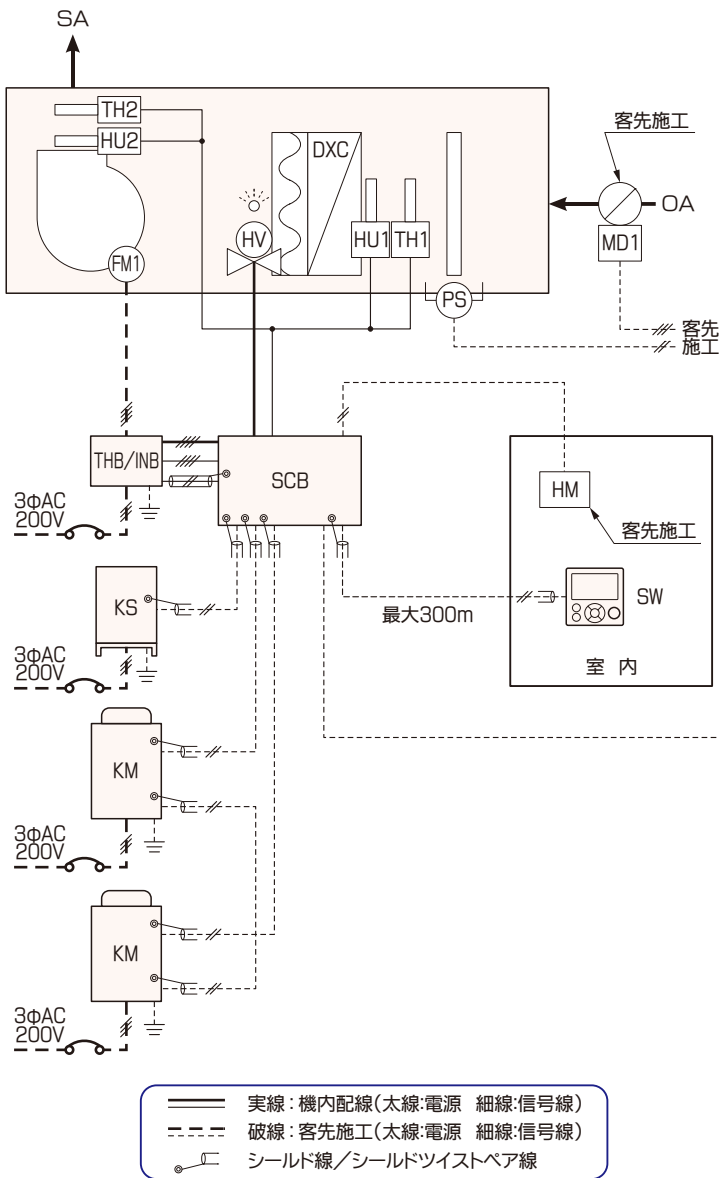 SA
TH2
HU2
DXC
客先施工
OA
HV
HU1
TH1
MD1
FM1
PS
客先
施工
THB/INB
SCB
HM
客先施工
3φAC
200V
KS
最大300m
SW
室 内
3φAC
200V
KM
3φAC
200V
KM
3φAC
200V
実線:機内配線(太線:電源 細線:信号線)
破線:客先施工(太線:電源 細線:信号線)
シールド線/シールドツイストペア線